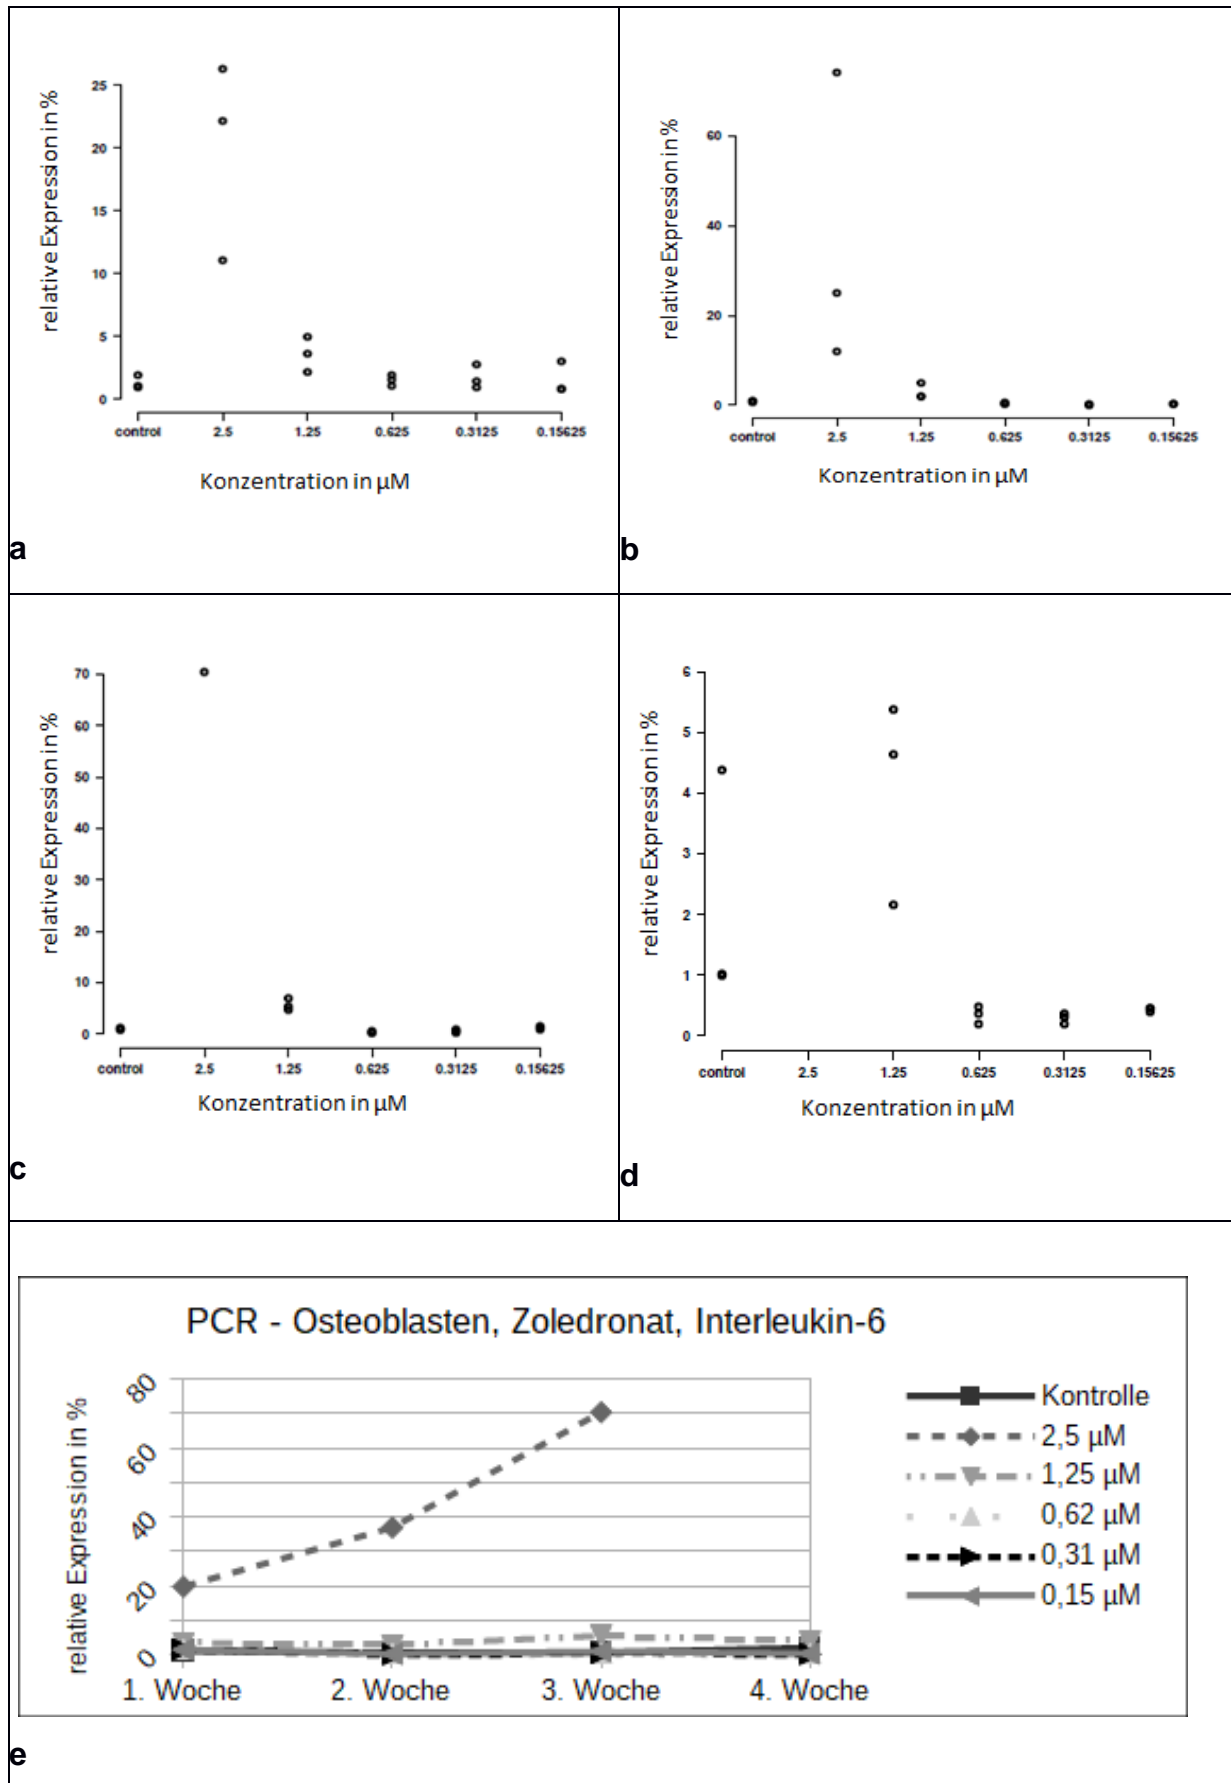 25
20
15
10
5
0
relative Expression in %
control 2.5 1.25 0.625 0.3125 0.15625
Konzentration in µM
a
60
40
20
0
relative Expression in %
control 2.5 1.25 0.625 0.3125 0.15625
Konzentration in µM
b
70
60
50
40
30
20
10
0
relative Expression in %
control 2.5 1.25 0.625 0.3125 0.15625
Konzentration in µM
c
6
5
4
3
2
1
0
relative Expression in %
control 2.5 1.25 0.625 0.3125 0.15625
Konzentration in µM
d
PCR - Osteoblasten, Zoledronat, Interleukin-6
relative Expression in %
80
60
40
20
0
1. Woche 2. Woche 3. Woche 4. Woche
Kontrolle
2,5 µM
1,25 µM
0,62 µM
0,31 µM
0,15 µM
e